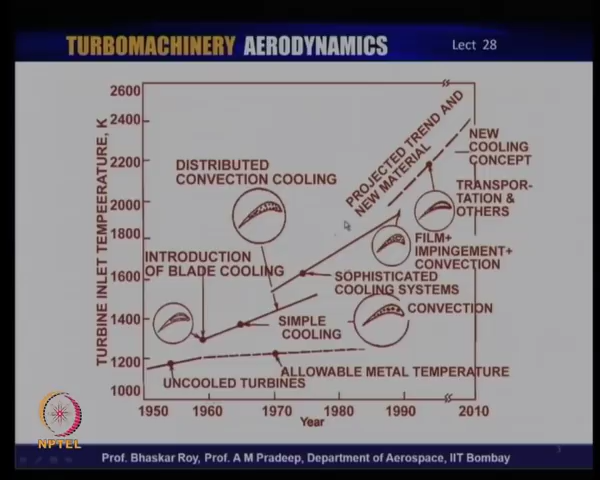 TURBOMACHINERY AERODYNAMICS
Lect 28
TURBINE INLET TEMPEERATURE, K
2600
2400
2200
2000
1800
1600
1400
1200
1000
1950
1960
1970
1980
1990
2010
Year
DISTRIBUTED
CONVECTION COOLING
INTRODUCTION
OF BLADE COOLING
PROJECTED TREND AND
NEW MATERIAL
NEW
COOLING
CONCEPT
TRANSPOR-
TATION &
OTHERS
FILM+
IMPINGEMENT+
CONVECTION
SOPHISTICATED
COOLING SYSTEMS
CONVECTION
SIMPLE
COOLING
ALLOWABLE METAL TEMPERATURE
UNCOOLED TURBINES
NPTEL
Prof. Bhaskar Roy, Prof. A M Pradeep, Department of Aerospace, IIT Bombay
3